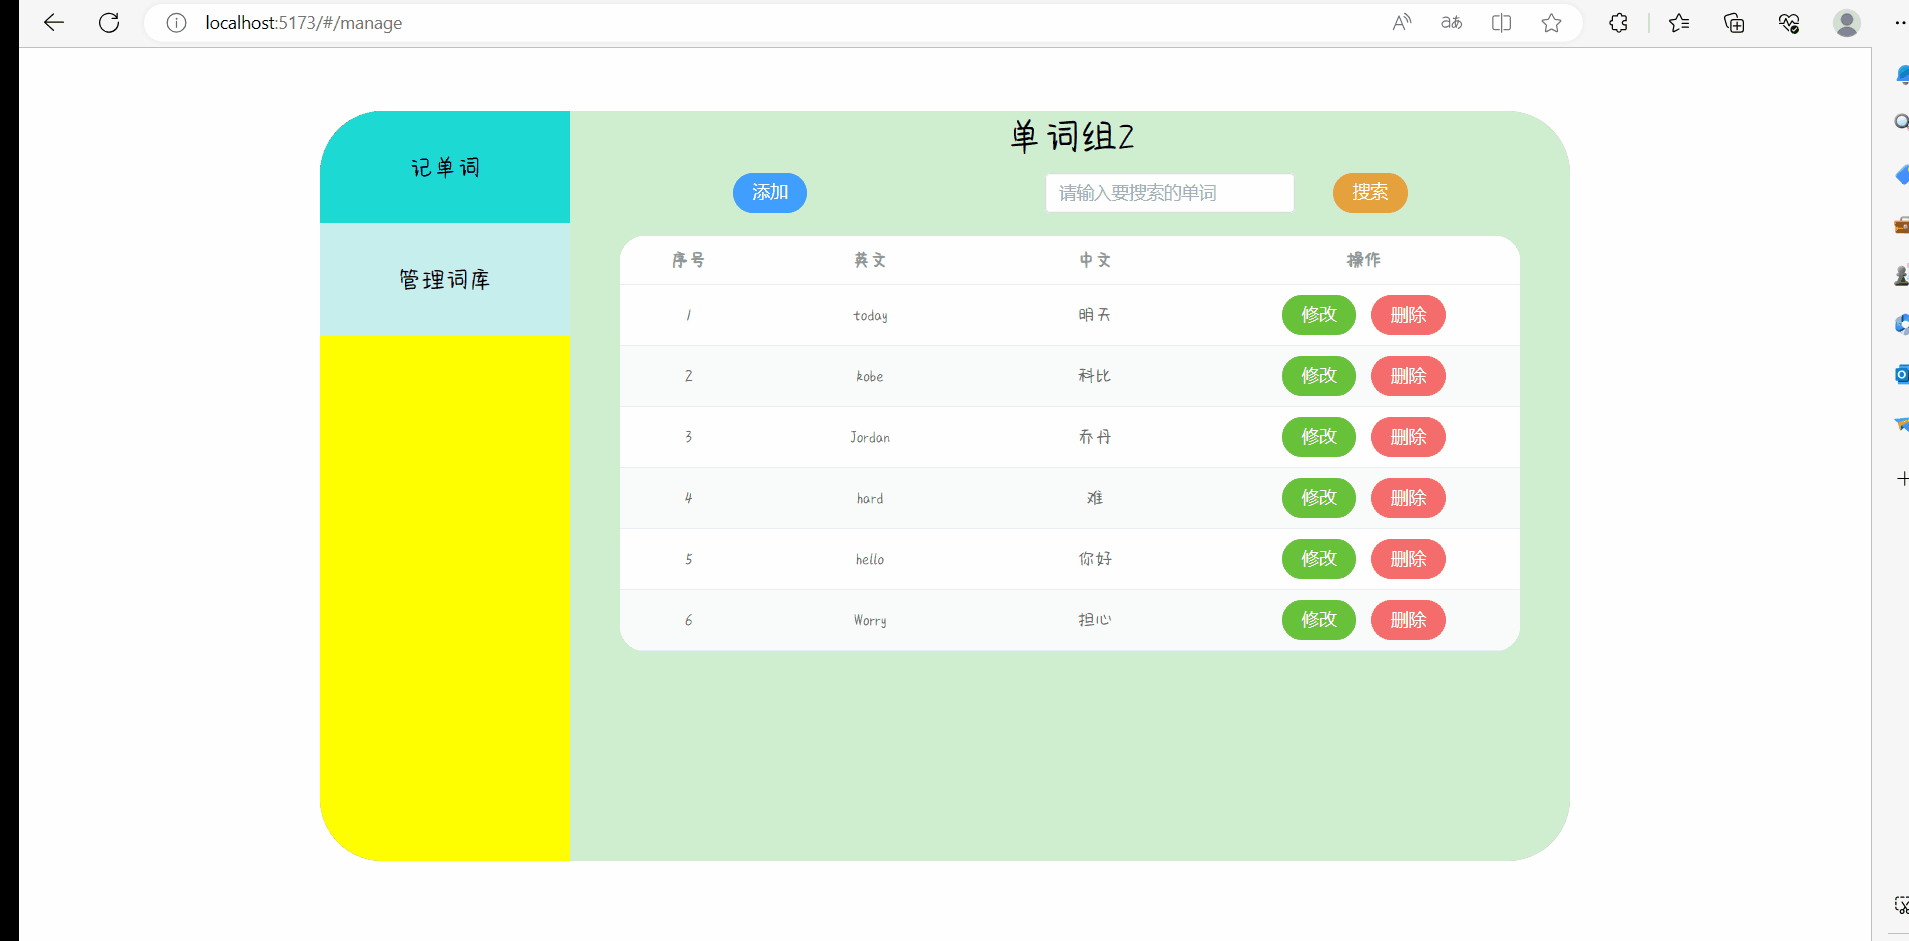 localhost:5173/#/manage
单词组2
记单词
添加 请输入要搜索的单词 搜索
管理词库
序号 英文 中文 操作
1 today 明天 修改 删除
2 kobe 科比 修改 删除
3 Jordan 乔丹 修改 删除
4 hard 难 修改 删除
5 hello 你好 修改 删除
6 Worry 担心 修改 删除